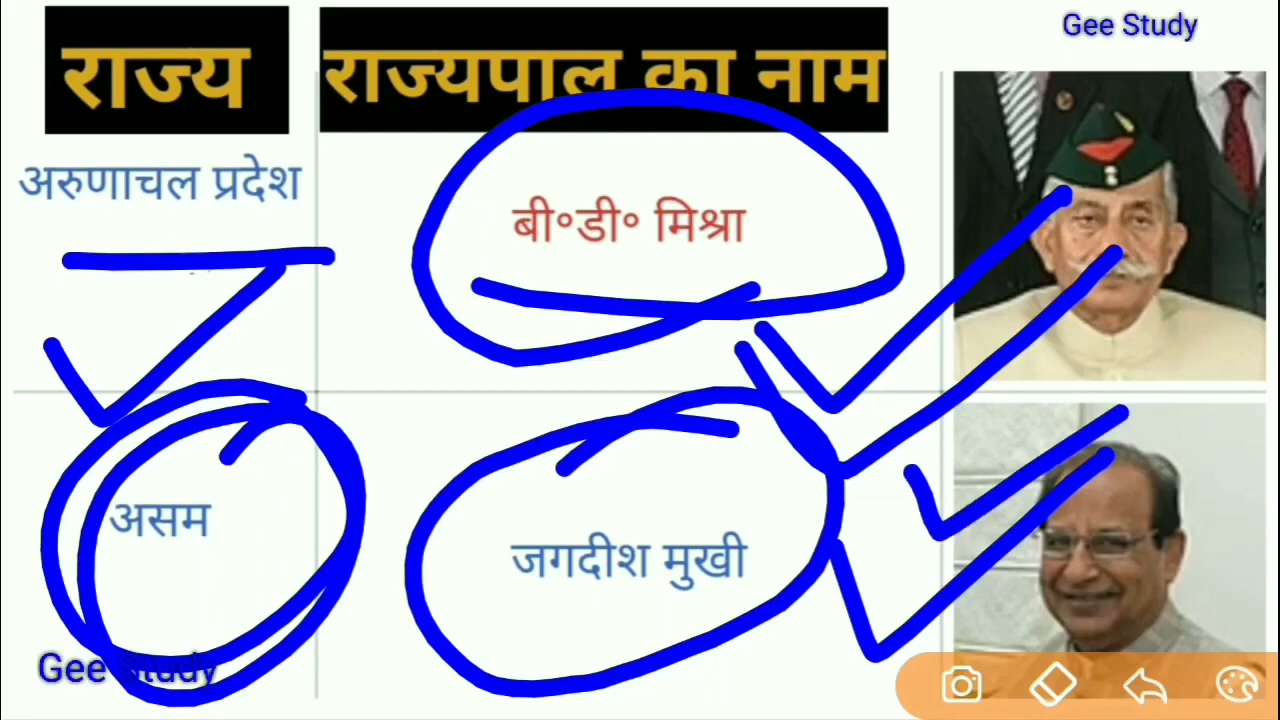 Gee Study
राज्य राज्यपाल का नाम
अरुणाचल प्रदेश बी॰डी॰ मिश्रा
असम जगदीश मुखी
Gee Study